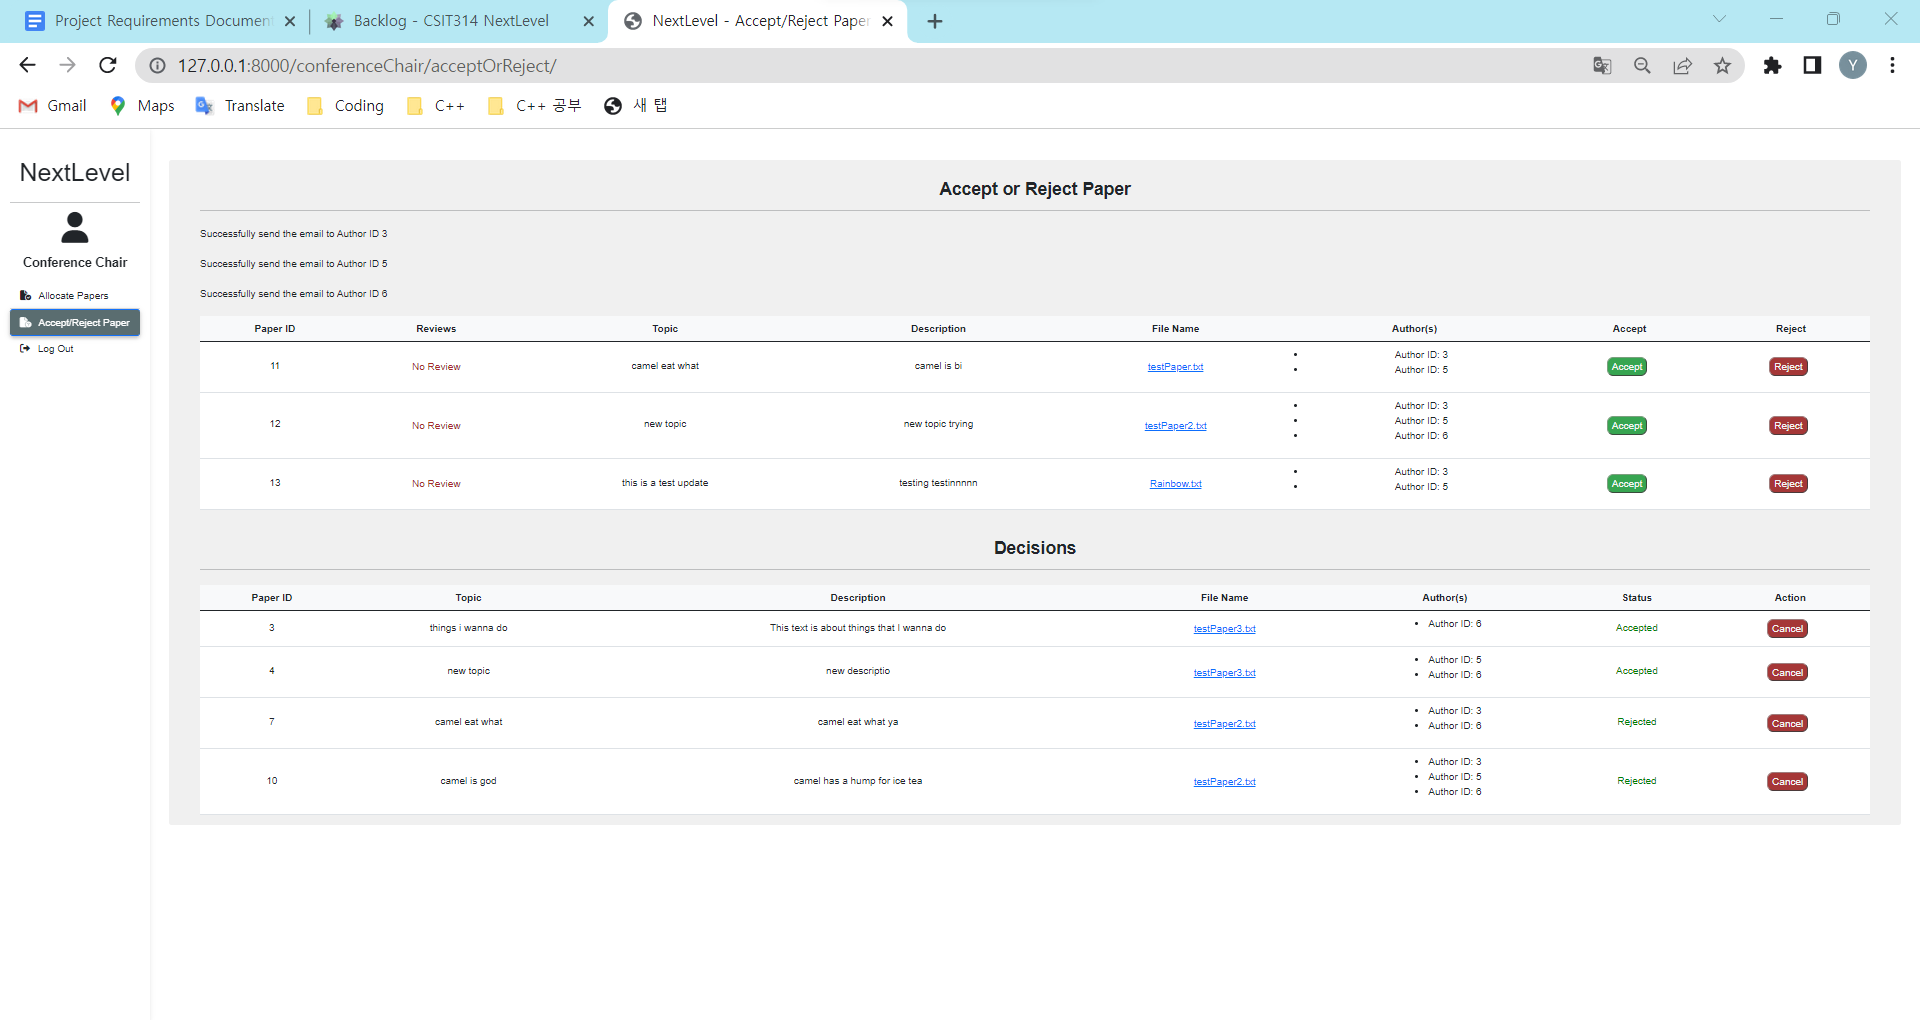 Project Requirements Documen
Backlog - CSIT314 NextLevel
NextLevel - Accept/Reject Paper
127.0.0.1:8000/conferenceChair/acceptOrReject/
Y
Gmail Maps Translate Coding C++ C++ 공부 새 탭
NextLevel
Conference Chair
Allocate Papers
Accept/Reject Paper
Log Out
Accept or Reject Paper
Successfully send the email to Author ID 3
Successfully send the email to Author ID 5
Successfully send the email to Author ID 6
Paper ID Reviews Topic Description File Name Author(s) Accept Reject
11 No Review camel eat what camel is bi testPaper.txt Author ID: 3
Author ID: 5 Accept Reject
12 No Review new topic new topic trying testPaper2.txt Author ID: 3
Author ID: 5
Author ID: 6 Accept Reject
13 No Review this is a test update testing testinnnnn Rainbow.txt Author ID: 3
Author ID: 5 Accept Reject
Decisions
Paper ID Topic Description File Name Author(s) Status Action
3 things i wanna do This text is about things that I wanna do testPaper3.txt Author ID: 6 Accepted Cancel
4 new topic new descriptio testPaper3.txt Author ID: 5
Author ID: 6 Accepted Cancel
7 camel eat what camel eat what ya testPaper2.txt Author ID: 3
Author ID: 6 Rejected Cancel
10 camel is god camel has a hump for ice tea testPaper2.txt Author ID: 3
Author ID: 5
Author ID: 6 Rejected Cancel